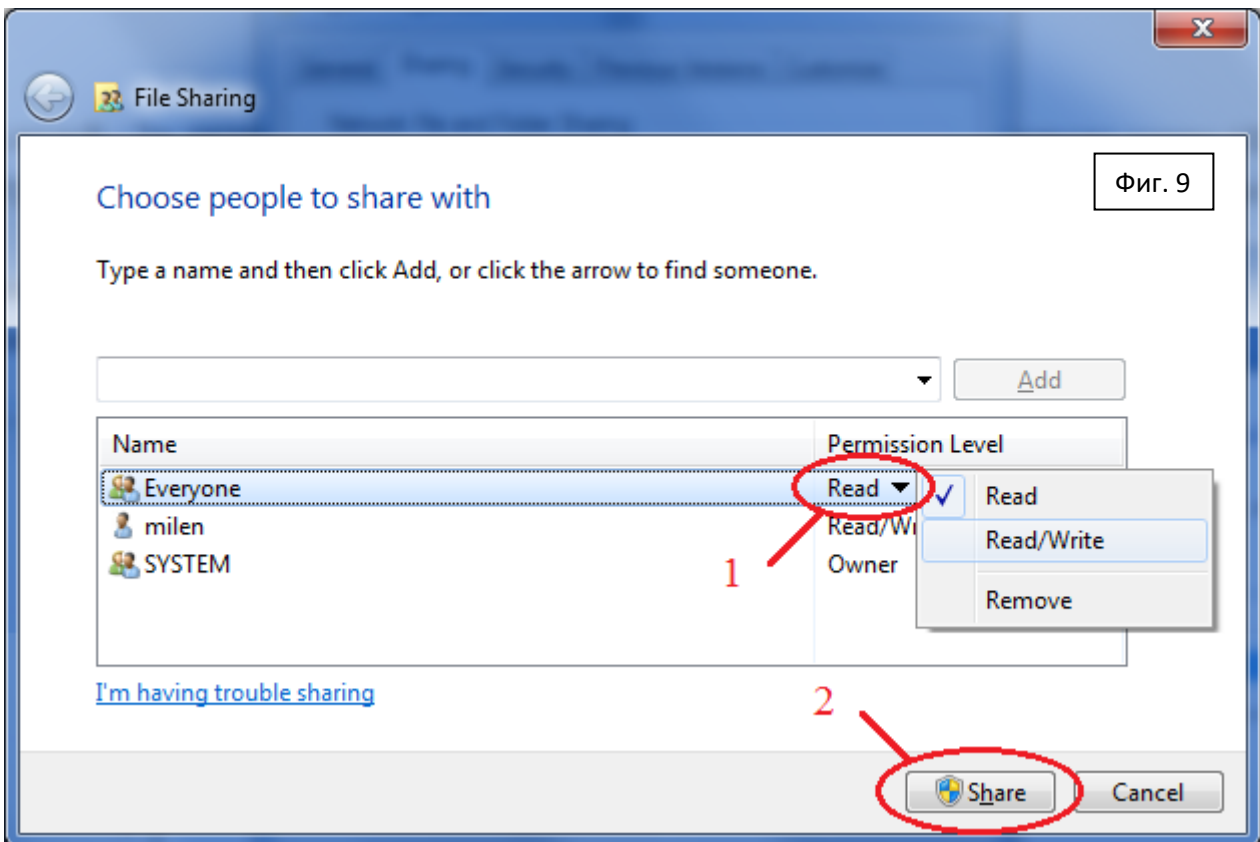 x
File Sharing
Фиг. 9
Choose people to share with
Type a name and then click Add, or click the arrow to find someone.
Add
Name Permission Level
Everyone Read
Read
milen Read/W
Read/Write
SYSTEM Owner
1
Remove
I'm having trouble sharing
2
Share Cancel